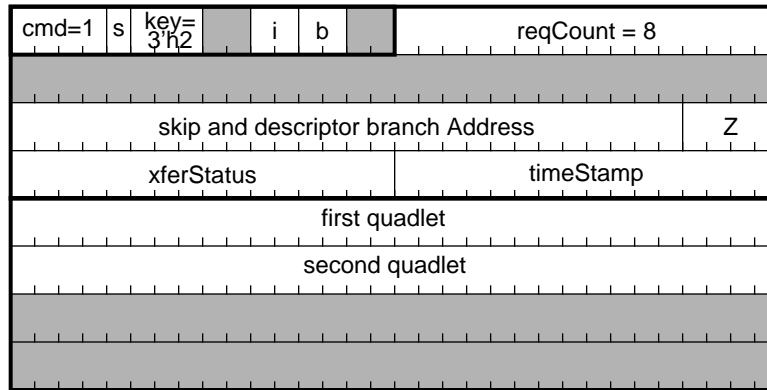 cmd=1 s key= 3'h2 i b reqCount = 8
skip and descriptor branch Address Z
xferStatus timeStamp
first quadlet
second quadlet